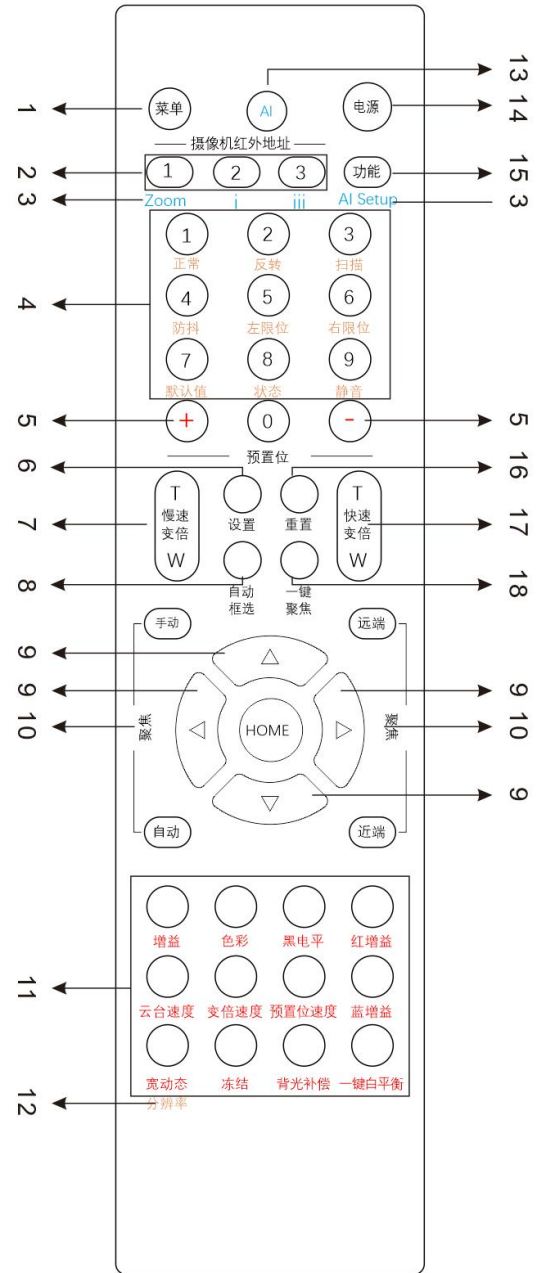 13
菜单 AI 电源
1 14
摄像机红外地址
2 1 2 3 功能 15
3 Zoom i iii AI Setup 3
1 2 3
正常 反转 扫描
4
4 5 6
防抖 左限位 右限位
7 8 9
默认值 状态 静音
5 + 0 - 5
预置位
6 16
T T
慢速 设置 重置 快速
7 变倍 变倍 17
W W
8 自动 一键 18
框选 聚焦
手动 远端
9 △
9 9
10 聚焦 ◁ HOME ▷ 聚焦 10
▽ 9
自动 近端
增益 色彩 黑电平 红增益
11 云台速度 变倍速度 预置位速度 蓝增益
宽动态 冻结 背光补偿 一键白平衡
12 分辨率